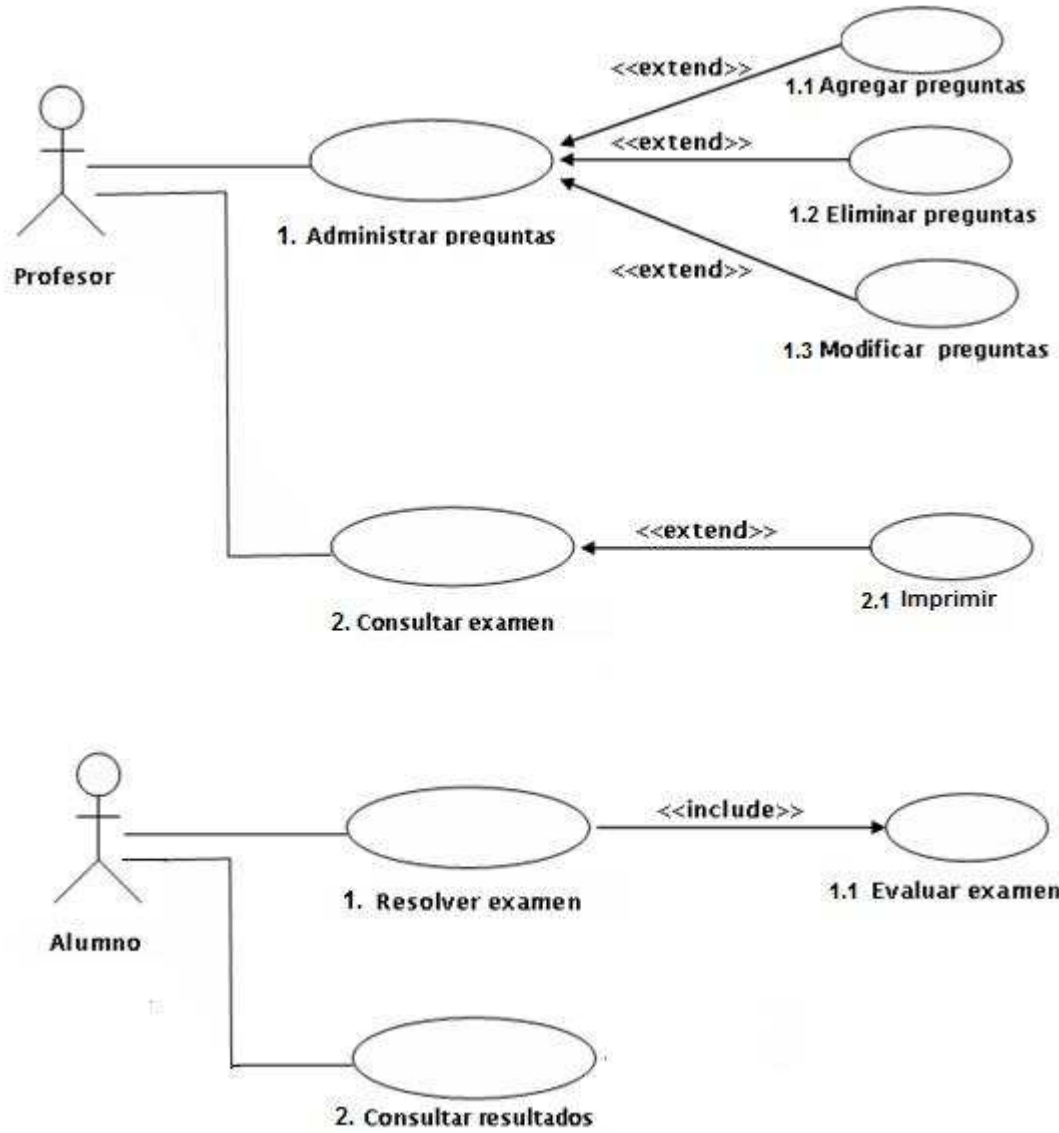 <<extend>>
1.1 Agregar preguntas
<<extend>>
1. Administrar preguntas
1.2 Eliminar preguntas
Profesor
<<extend>>
1.3 Modificar preguntas
<<extend>>
2. Consultar examen
2.1 Imprimir
<<include>>
1. Resolver examen
1.1 Evaluar examen
Alumno
2. Consultar resultados